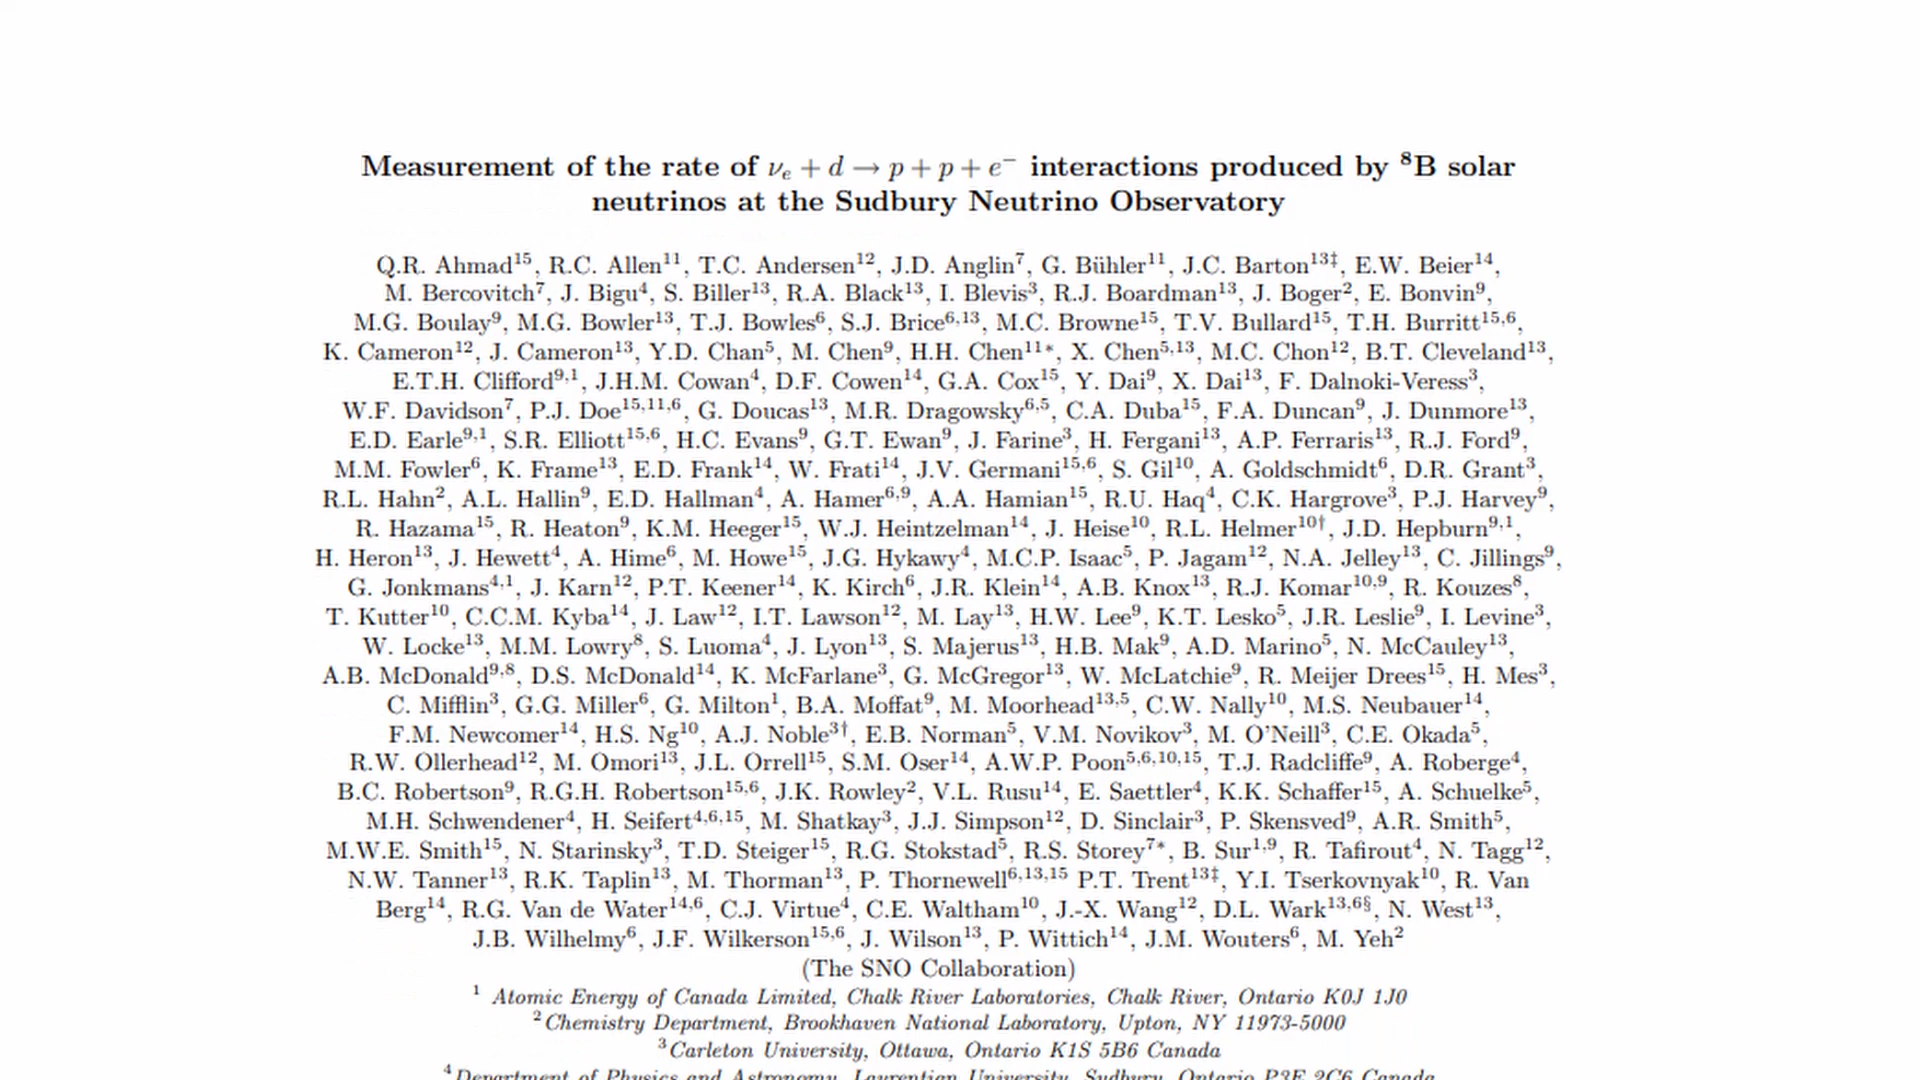 Measurement of the rate of νₑ + d → p + p + e⁻ interactions produced by ⁸B solar
neutrinos at the Sudbury Neutrino Observatory
Q.R. Ahmad¹⁵, R.C. Allen¹¹, T.C. Andersen¹², J.D. Anglin⁷, G. Bühler¹¹, J.C. Barton¹³‡, E.W. Beier¹⁴,
M. Bercovitch⁷, J. Bigu⁴, S. Biller¹³, R.A. Black¹³, I. Blevis³, R.J. Boardman¹³, J. Boger², E. Bonvin⁹,
M.G. Boulay⁹, M.G. Bowler¹³, T.J. Bowles⁶, S.J. Brice⁶,¹³, M.C. Browne¹⁵, T.V. Bullard¹⁵, T.H. Burritt¹⁵,⁶,
K. Cameron¹², J. Cameron¹³, Y.D. Chan⁵, M. Chen⁹, H.H. Chen¹¹*, X. Chen⁵,¹³, M.C. Chon¹², B.T. Cleveland¹³,
E.T.H. Clifford⁹,¹, J.H.M. Cowan⁴, D.F. Cowen¹⁴, G.A. Cox¹⁵, Y. Dai⁹, X. Dai¹³, F. Dalnoki-Veress³,
W.F. Davidson⁷, P.J. Doe¹⁵,¹¹,⁶, G. Doucas¹³, M.R. Dragowsky⁶,⁵, C.A. Duba¹⁵, F.A. Duncan⁹, J. Dunmore¹³,
E.D. Earle⁹,¹, S.R. Elliott¹⁵,⁶, H.C. Evans⁹, G.T. Ewan⁹, J. Farine³, H. Fergani¹³, A.P. Ferraris¹³, R.J. Ford⁹,
M.M. Fowler⁶, K. Frame¹³, E.D. Frank¹⁴, W. Frati¹⁴, J.V. Germani¹⁵,⁶, S. Gil¹⁰, A. Goldschmidt⁶, D.R. Grant³,
R.L. Hahn², A.L. Hallin⁹, E.D. Hallman⁴, A. Hamer⁶,⁹, A.A. Hamian¹⁵, R.U. Haq⁴, C.K. Hargrove³, P.J. Harvey⁹,
R. Hazama¹⁵, R. Heaton⁹, K.M. Heeger¹⁵, W.J. Heintzelman¹⁴, J. Heise¹⁰, R.L. Helmer¹⁰†, J.D. Hepburn⁹,¹,
H. Heron¹³, J. Hewett⁴, A. Hime⁶, M. Howe¹⁵, J.G. Hykawy⁴, M.C.P. Isaac⁵, P. Jagam¹², N.A. Jelley¹³, C. Jillings⁹,
G. Jonkmans⁴,¹, J. Karn¹², P.T. Keener¹⁴, K. Kirch⁶, J.R. Klein¹⁴, A.B. Knox¹³, R.J. Komar¹⁰,⁹, R. Kouzes⁸,
T. Kutter¹⁰, C.C.M. Kyba¹⁴, J. Law¹², I.T. Lawson¹², M. Lay¹³, H.W. Lee⁹, K.T. Lesko⁵, J.R. Leslie⁹, I. Levine³,
W. Locke¹³, M.M. Lowry⁸, S. Luoma⁴, J. Lyon¹³, S. Majerus¹³, H.B. Mak⁹, A.D. Marino⁵, N. McCauley¹³,
A.B. McDonald⁹,⁸, D.S. McDonald¹⁴, K. McFarlane³, G. McGregor¹³, W. McLatchie⁹, R. Meijer Drees¹⁵, H. Mes³,
C. Mifflin³, G.G. Miller⁶, G. Milton¹, B.A. Moffat⁹, M. Moorhead¹³,⁵, C.W. Nally¹⁰, M.S. Neubauer¹⁴,
F.M. Newcomer¹⁴, H.S. Ng¹⁰, A.J. Noble³†, E.B. Norman⁵, V.M. Novikov³, M. O'Neill³, C.E. Okada⁵,
R.W. Ollerhead¹², M. Omori¹³, J.L. Orrell¹⁵, S.M. Oser¹⁴, A.W.P. Poon⁵,⁶,¹⁰,¹⁵, T.J. Radcliffe⁹, A. Roberge⁴,
B.C. Robertson⁹, R.G.H. Robertson¹⁵,⁶, J.K. Rowley², V.L. Rusu¹⁴, E. Saettler⁴, K.K. Schaffer¹⁵, A. Schuelke⁵,
M.H. Schwendener⁴, H. Seifert⁴,⁶,¹⁵, M. Shatkay³, J.J. Simpson¹², D. Sinclair³, P. Skensved⁹, A.R. Smith⁵,
M.W.E. Smith¹⁵, N. Starinsky³, T.D. Steiger¹⁵, R.G. Stokstad⁵, R.S. Storey⁷*, B. Sur¹,⁹, R. Tafirout⁴, N. Tagg¹²,
N.W. Tanner¹³, R.K. Taplin¹³, M. Thorman¹³, P. Thornewell⁶,¹³,¹⁵ P.T. Trent¹³‡, Y.I. Tserkovnyak¹⁰, R. Van
Berg¹⁴, R.G. Van de Water¹⁴,⁶, C.J. Virtue⁴, C.E. Waltham¹⁰, J.-X. Wang¹², D.L. Wark¹³,⁶§, N. West¹³,
J.B. Wilhelmy⁶, J.F. Wilkerson¹⁵,⁶, J. Wilson¹³, P. Wittich¹⁴, J.M. Wouters⁶, M. Yeh²
(The SNO Collaboration)
¹ Atomic Energy of Canada Limited, Chalk River Laboratories, Chalk River, Ontario K0J 1J0
² Chemistry Department, Brookhaven National Laboratory, Upton, NY 11973-5000
³ Carleton University, Ottawa, Ontario K1S 5B6 Canada
⁴ Department of Physics and Astronomy, Laurentian University, Sudbury, Ontario P3E 2C6 Canada